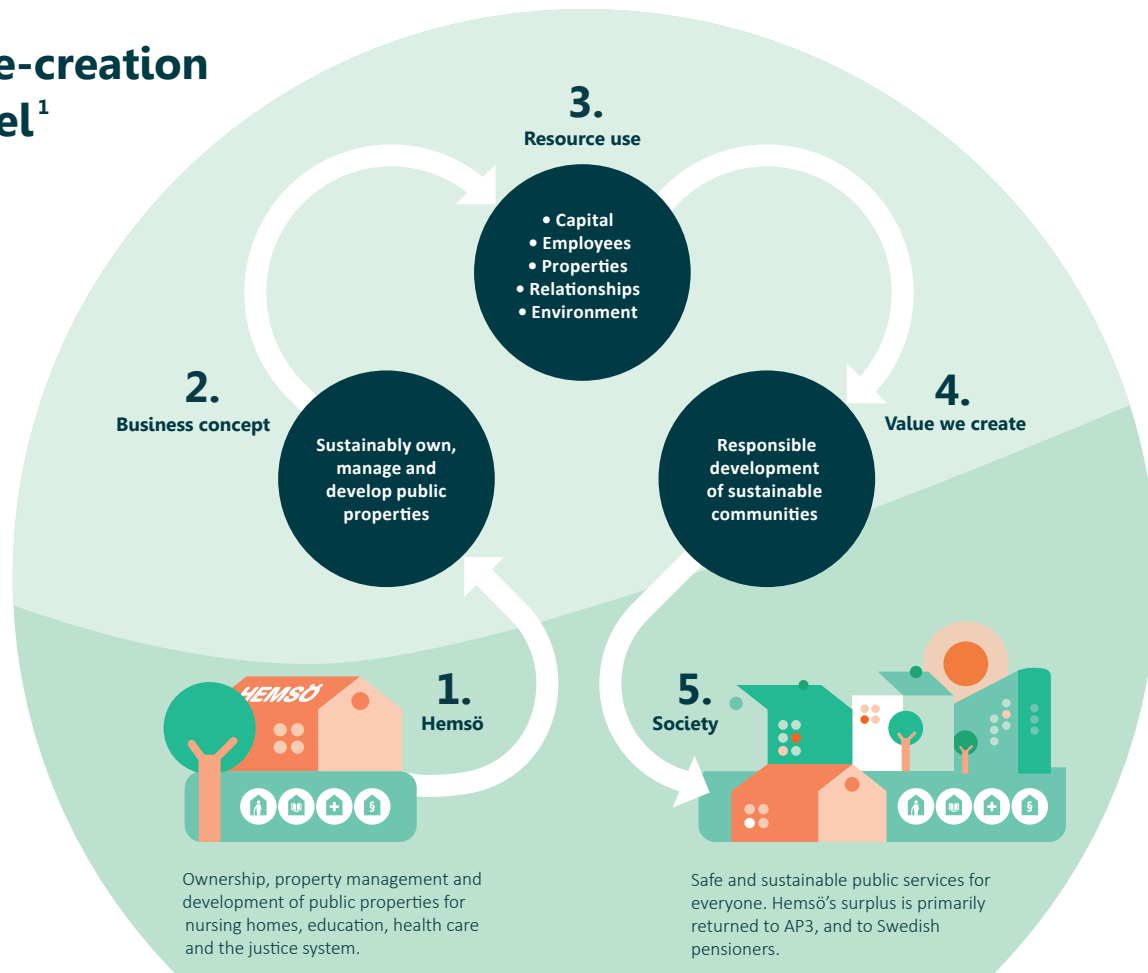 e-creation
el¹
3.
Resource use
• Capital
• Employees
• Properties
• Relationships
• Environment
2.
Business concept
Sustainably own,
manage and
develop public
properties
4.
Value we create
Responsible
development
of sustainable
communities
1.
Hemsö
HEMSÖ
§
Ownership, property management and
development of public properties for
nursing homes, education, health care
and the justice system.
5.
Society
§
Safe and sustainable public services for
everyone. Hemsö’s surplus is primarily
returned to AP3, and to Swedish
pensioners.